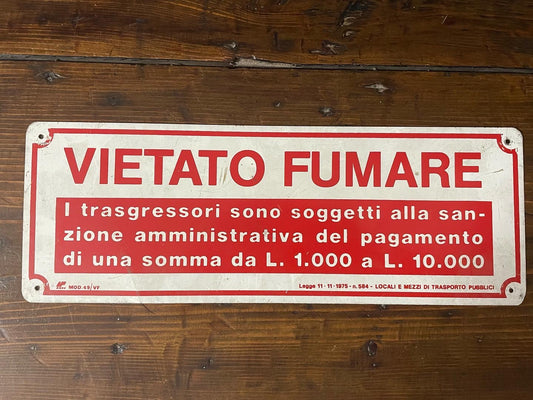 VIETATO FUMARE
I trasgressori sono soggetti alla san-
zione amministrativa del pagamento
di una somma da L. 1.000 a L. 10.000
MOD 49/VF Legge 11-11-1975 - n. 584 - LOCALI E MEZZI DI TRASPORTO PUBBLICI